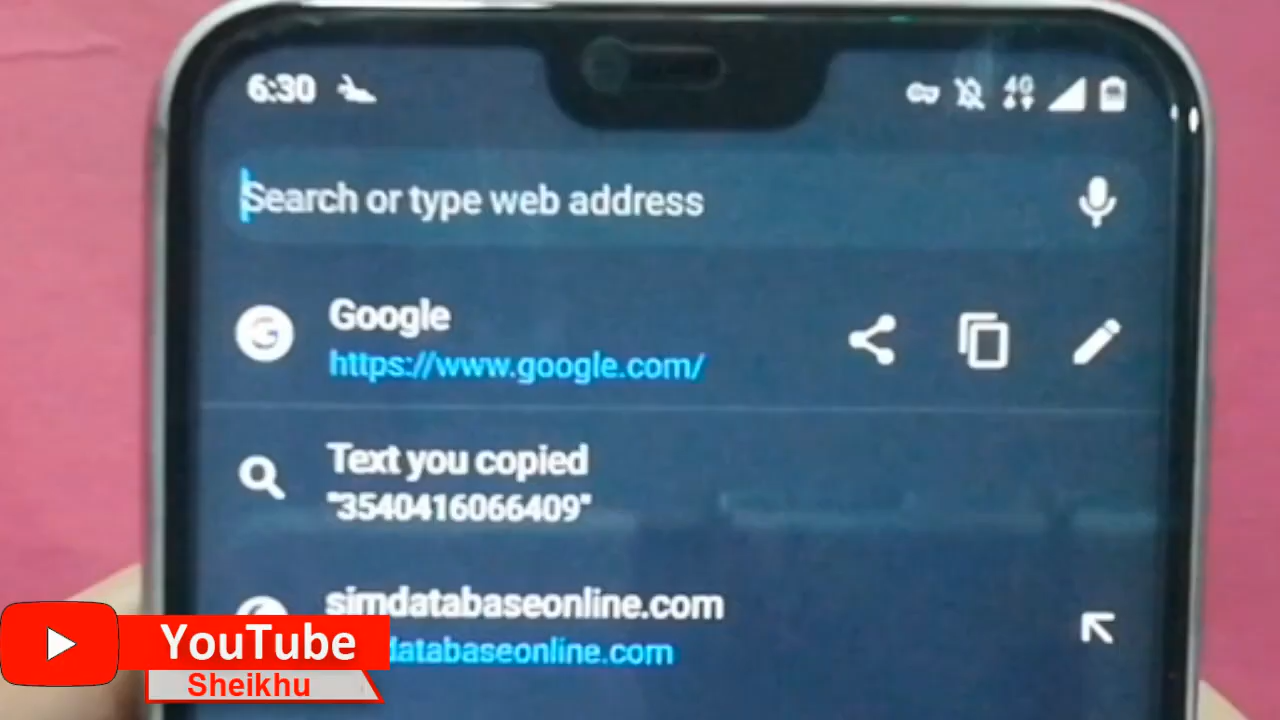 6:30
4G
Search or type web address
Google
https://www.google.com/
Text you copied
"3540416066409"
simdatabaseonline.com
databaseonline.com
YouTube
Sheikhu